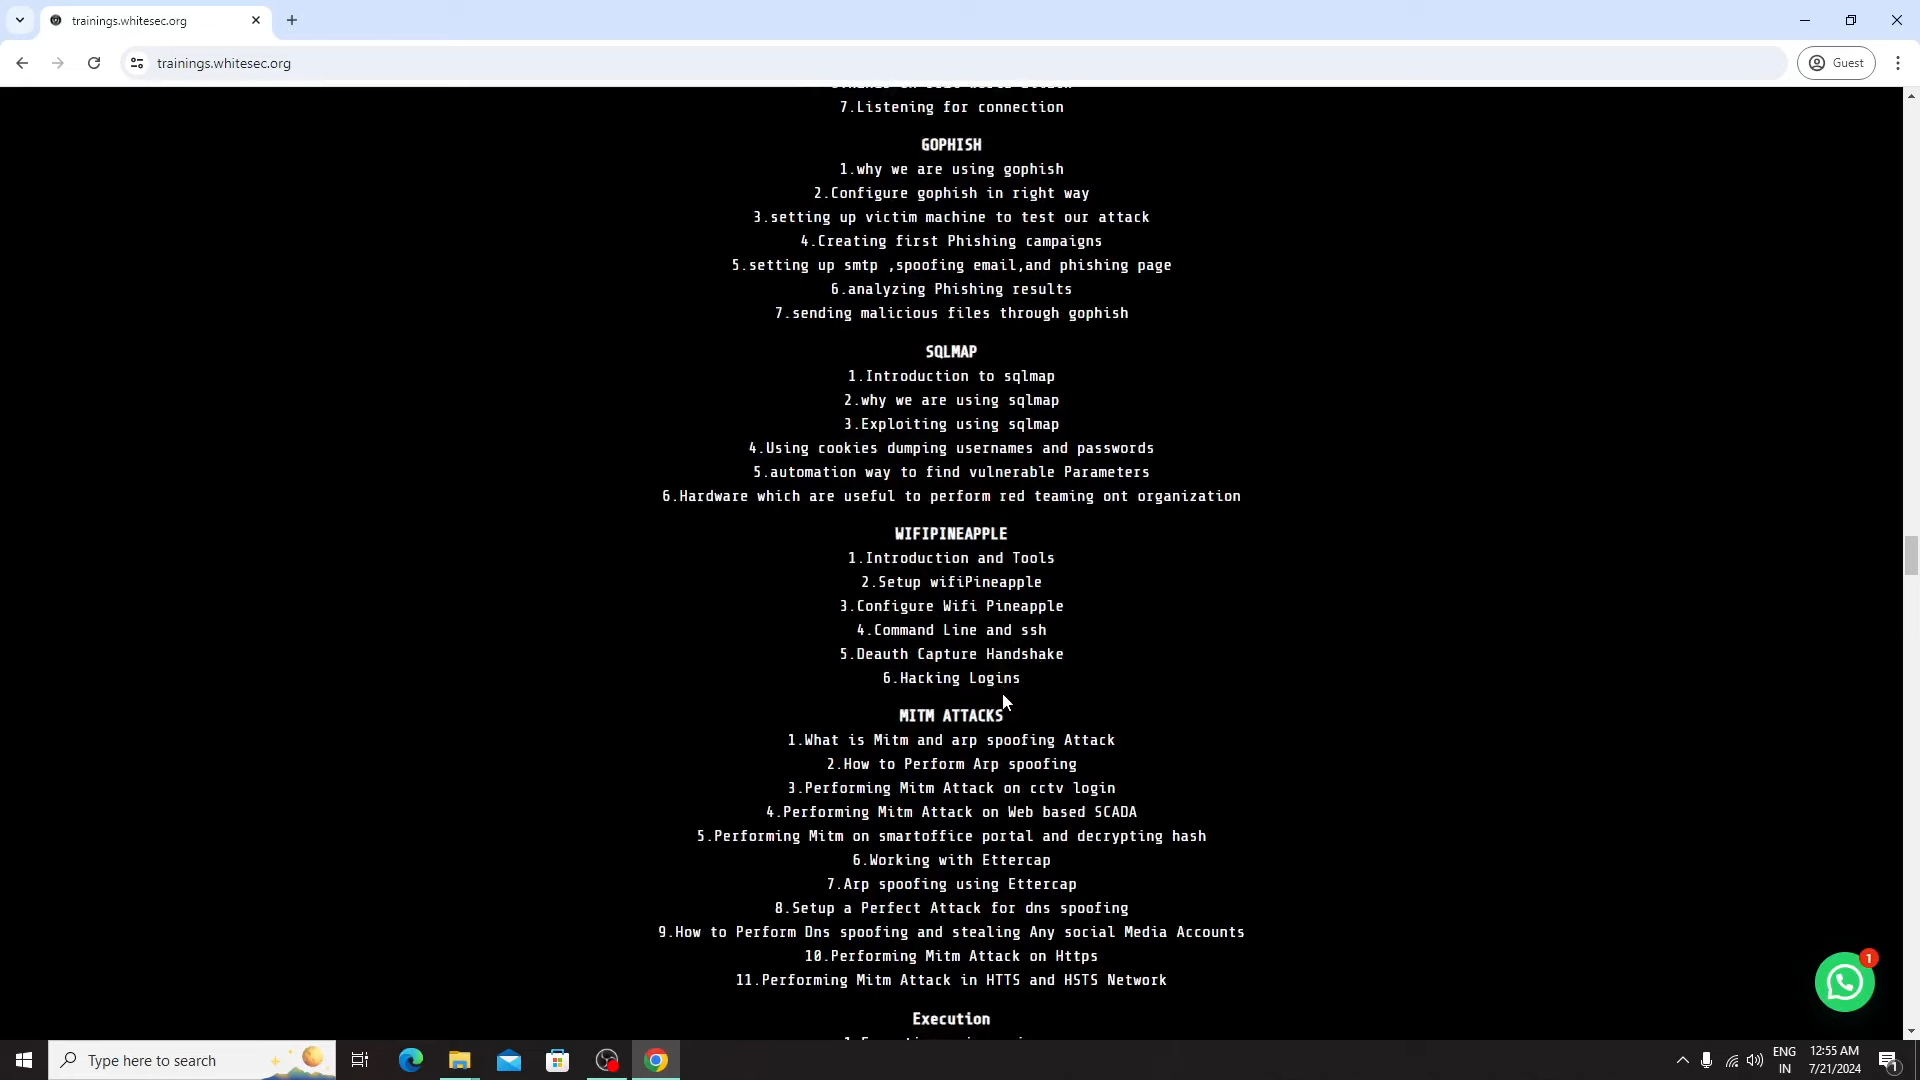 trainings.whitesec.org
trainings.whitesec.org
Guest
7.Listening for connection
GOPHISH
1.why we are using gophish
2.Configure gophish in right way
3.setting up victim machine to test our attack
4.Creating first Phishing campaigns
5.setting up smtp ,spoofing email,and phishing page
6.analyzing Phishing results
7.sending malicious files through gophish
SQLMAP
1.Introduction to sqlmap
2.why we are using sqlmap
3.Exploiting using sqlmap
4.Using cookies dumping usernames and passwords
5.automation way to find vulnerable Parameters
6.Hardware which are useful to perform red teaming ont organization
WIFIPINEAPPLE
1.Introduction and Tools
2.Setup wifiPineapple
3.Configure Wifi Pineapple
4.Command Line and ssh
5.Deauth Capture Handshake
6.Hacking Logins
MITM ATTACKS
1.What is Mitm and arp spoofing Attack
2.How to Perform Arp spoofing
3.Performing Mitm Attack on cctv login
4.Performing Mitm Attack on Web based SCADA
5.Performing Mitm on smartoffice portal and decrypting hash
6.Working with Ettercap
7.Arp spoofing using Ettercap
8.Setup a Perfect Attack for dns spoofing
9.How to Perform Dns spoofing and stealing Any social Media Accounts
10.Performing Mitm Attack on Https
11.Performing Mitm Attack in HTTS and HSTS Network
1
Execution
Type here to search
ENG
IN
12:55 AM
7/21/2024
1